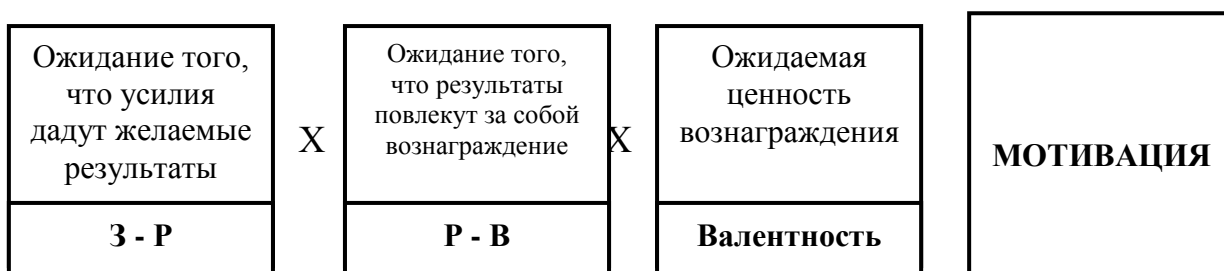 Ожидание того,
что усилия
дадут желаемые
результаты
З - Р
X
Ожидание того,
что результаты
повлекут за собой
вознаграждение
Р - В
X
Ожидаемая
ценность
вознаграждения
Валентность
МОТИВАЦИЯ